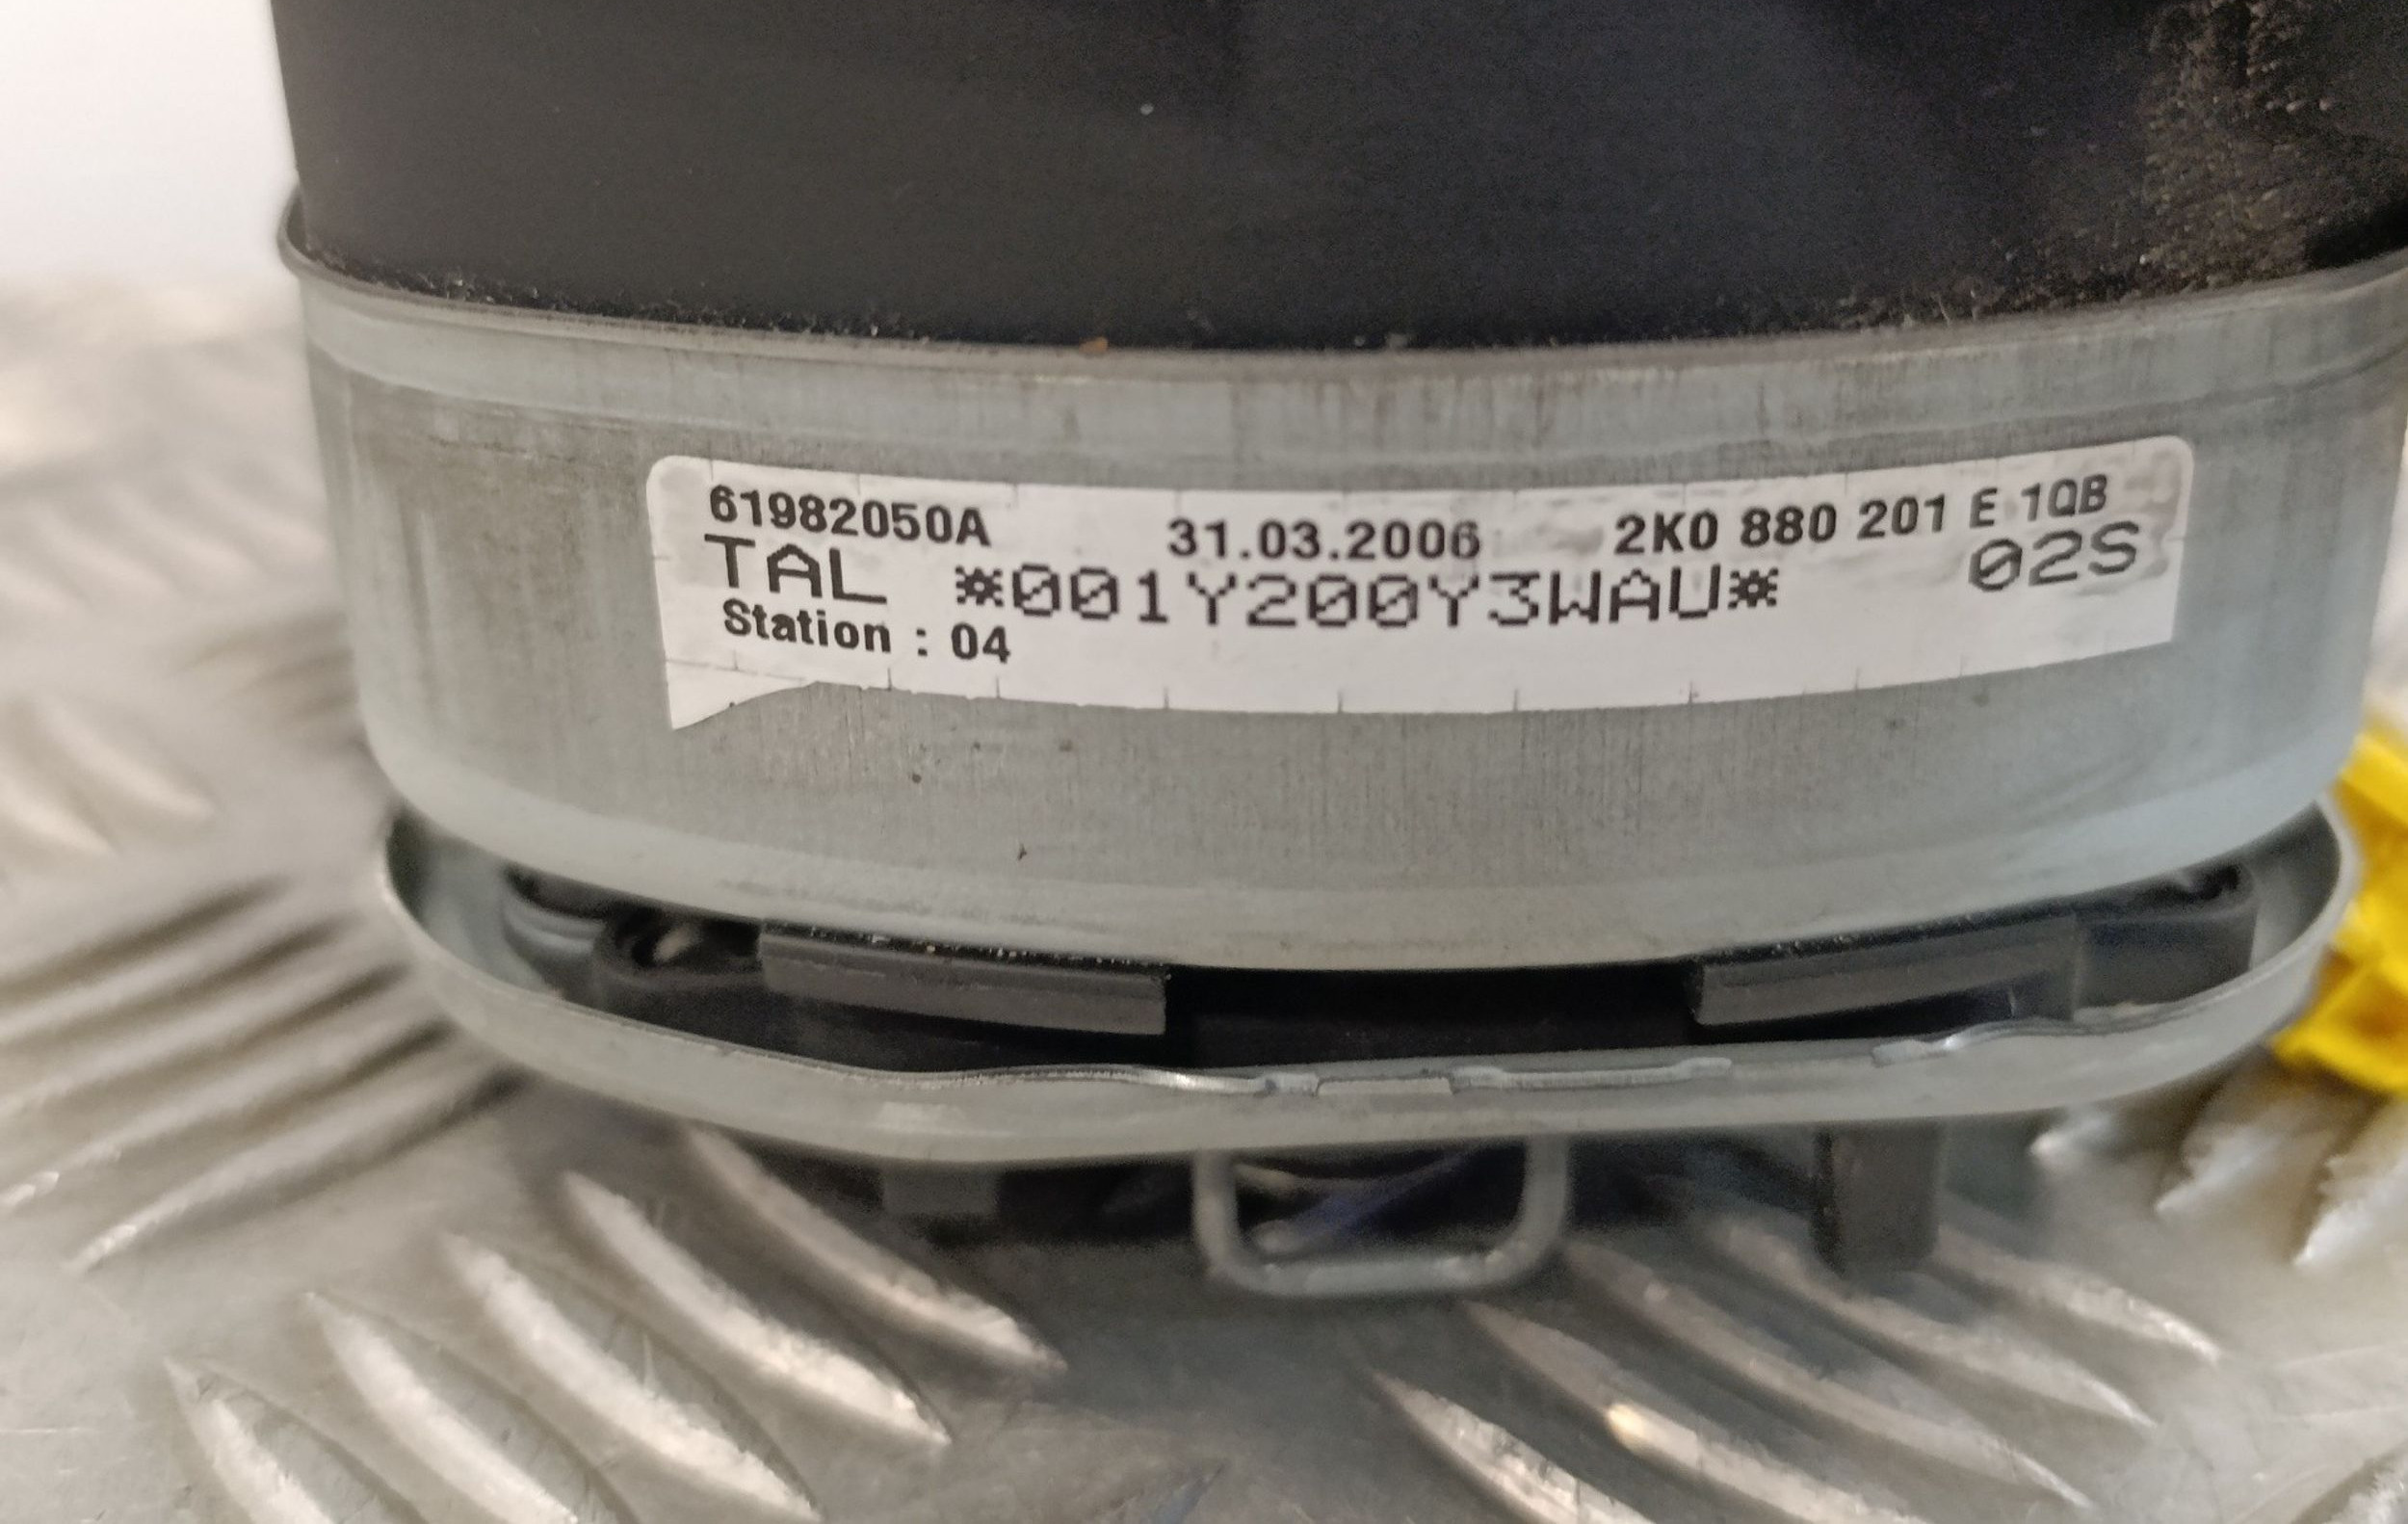 61982050A 31.03.2006 2K0 880 201 E 1QB
TAL *001Y200Y3WAU* 02S
Station : 04